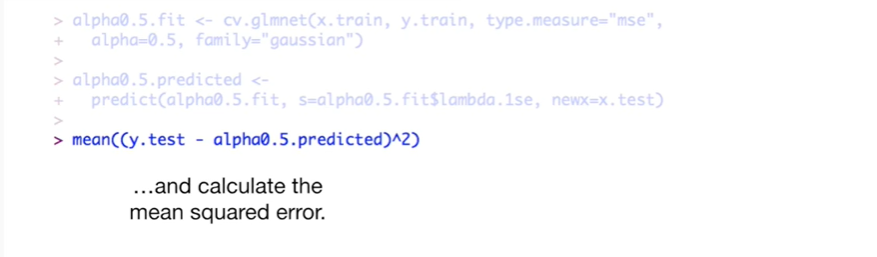 > alpha0.5.fit <- cv.glmnet(x.train, y.train, type.measure="mse",
+   alpha=0.5, family="gaussian")
>
> alpha0.5.predicted <-
+   predict(alpha0.5.fit, s=alpha0.5.fit$lambda.1se, newx=x.test)
>
> mean((y.test - alpha0.5.predicted)^2)
…and calculate the
mean squared error.